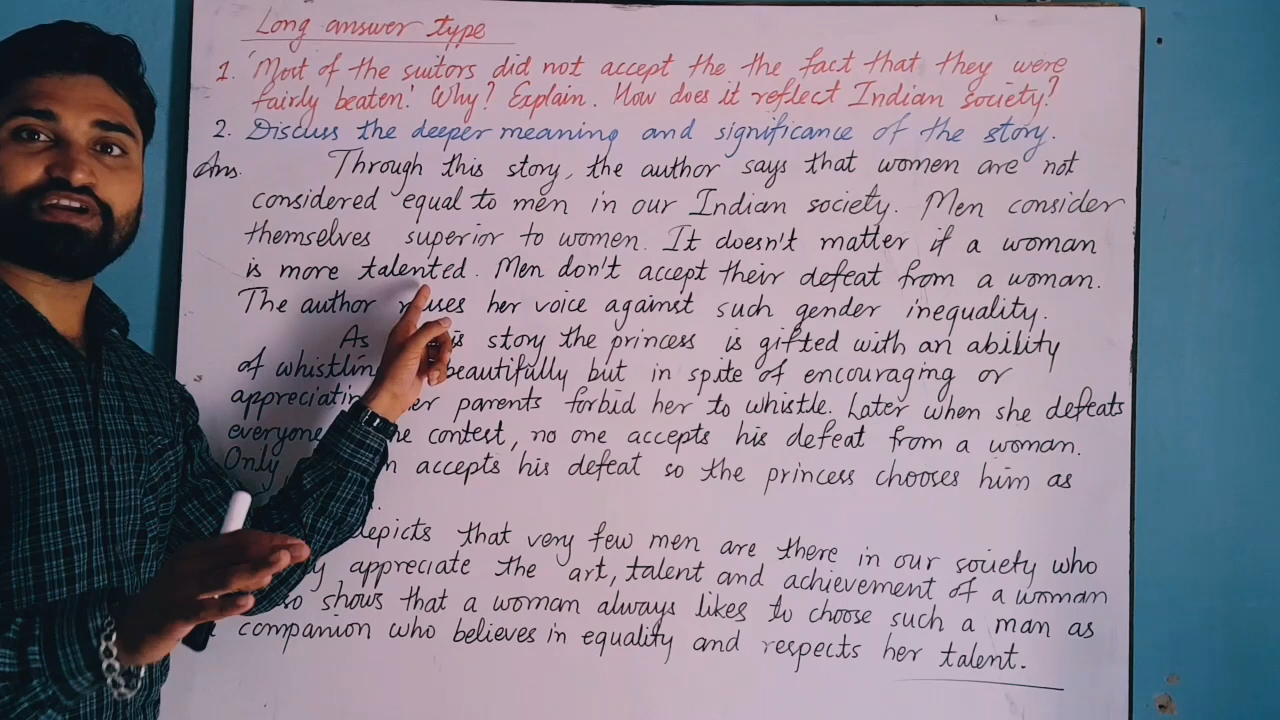 Long answer type
1. 'Most of the suitors did not accept the the fact that they were
fairly beaten.' Why? Explain. How does it reflect Indian society?
2. Discuss the deeper meaning and significance of the story.
Ans. Through this story, the author says that women are not
considered equal to men in our Indian society. Men consider
themselves superior to women. It doesn't matter if a woman
is more talented. Men don't accept their defeat from a woman.
The author her voice against such gender inequality.
As story the princess is gifted with an ability
of beautifully but in spite of encouraging or
parents forbid her to whistle. Later when she defeats
everyone contest, no one accepts his defeat from a woman.
Only accepts his defeat so the princess chooses him as
depicts that very few men are there in our society who
appreciate the art, talent and achievement of a woman
shows that a woman always likes to choose such a man as
companion who believes in equality and respects her talent.